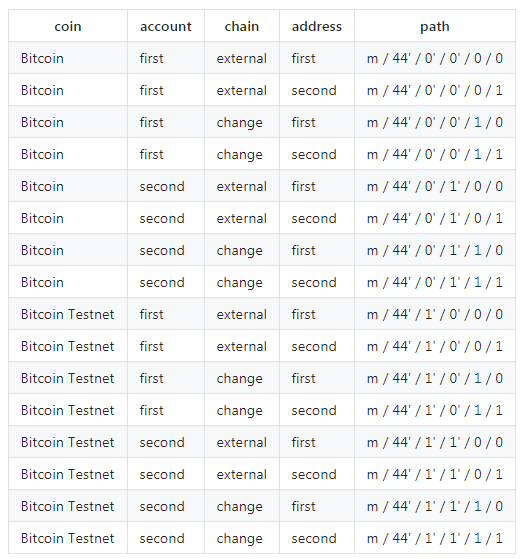 coin account chain address path
Bitcoin first external first m / 44' / 0' / 0' / 0 / 0
Bitcoin first external second m / 44' / 0' / 0' / 0 / 1
Bitcoin first change first m / 44' / 0' / 0' / 1 / 0
Bitcoin first change second m / 44' / 0' / 0' / 1 / 1
Bitcoin second external first m / 44' / 0' / 1' / 0 / 0
Bitcoin second external second m / 44' / 0' / 1' / 0 / 1
Bitcoin second change first m / 44' / 0' / 1' / 1 / 0
Bitcoin second change second m / 44' / 0' / 1' / 1 / 1
Bitcoin Testnet first external first m / 44' / 1' / 0' / 0 / 0
Bitcoin Testnet first external second m / 44' / 1' / 0' / 0 / 1
Bitcoin Testnet first change first m / 44' / 1' / 0' / 1 / 0
Bitcoin Testnet first change second m / 44' / 1' / 0' / 1 / 1
Bitcoin Testnet second external first m / 44' / 1' / 1' / 0 / 0
Bitcoin Testnet second external second m / 44' / 1' / 1' / 0 / 1
Bitcoin Testnet second change first m / 44' / 1' / 1' / 1 / 0
Bitcoin Testnet second change second m / 44' / 1' / 1' / 1 / 1